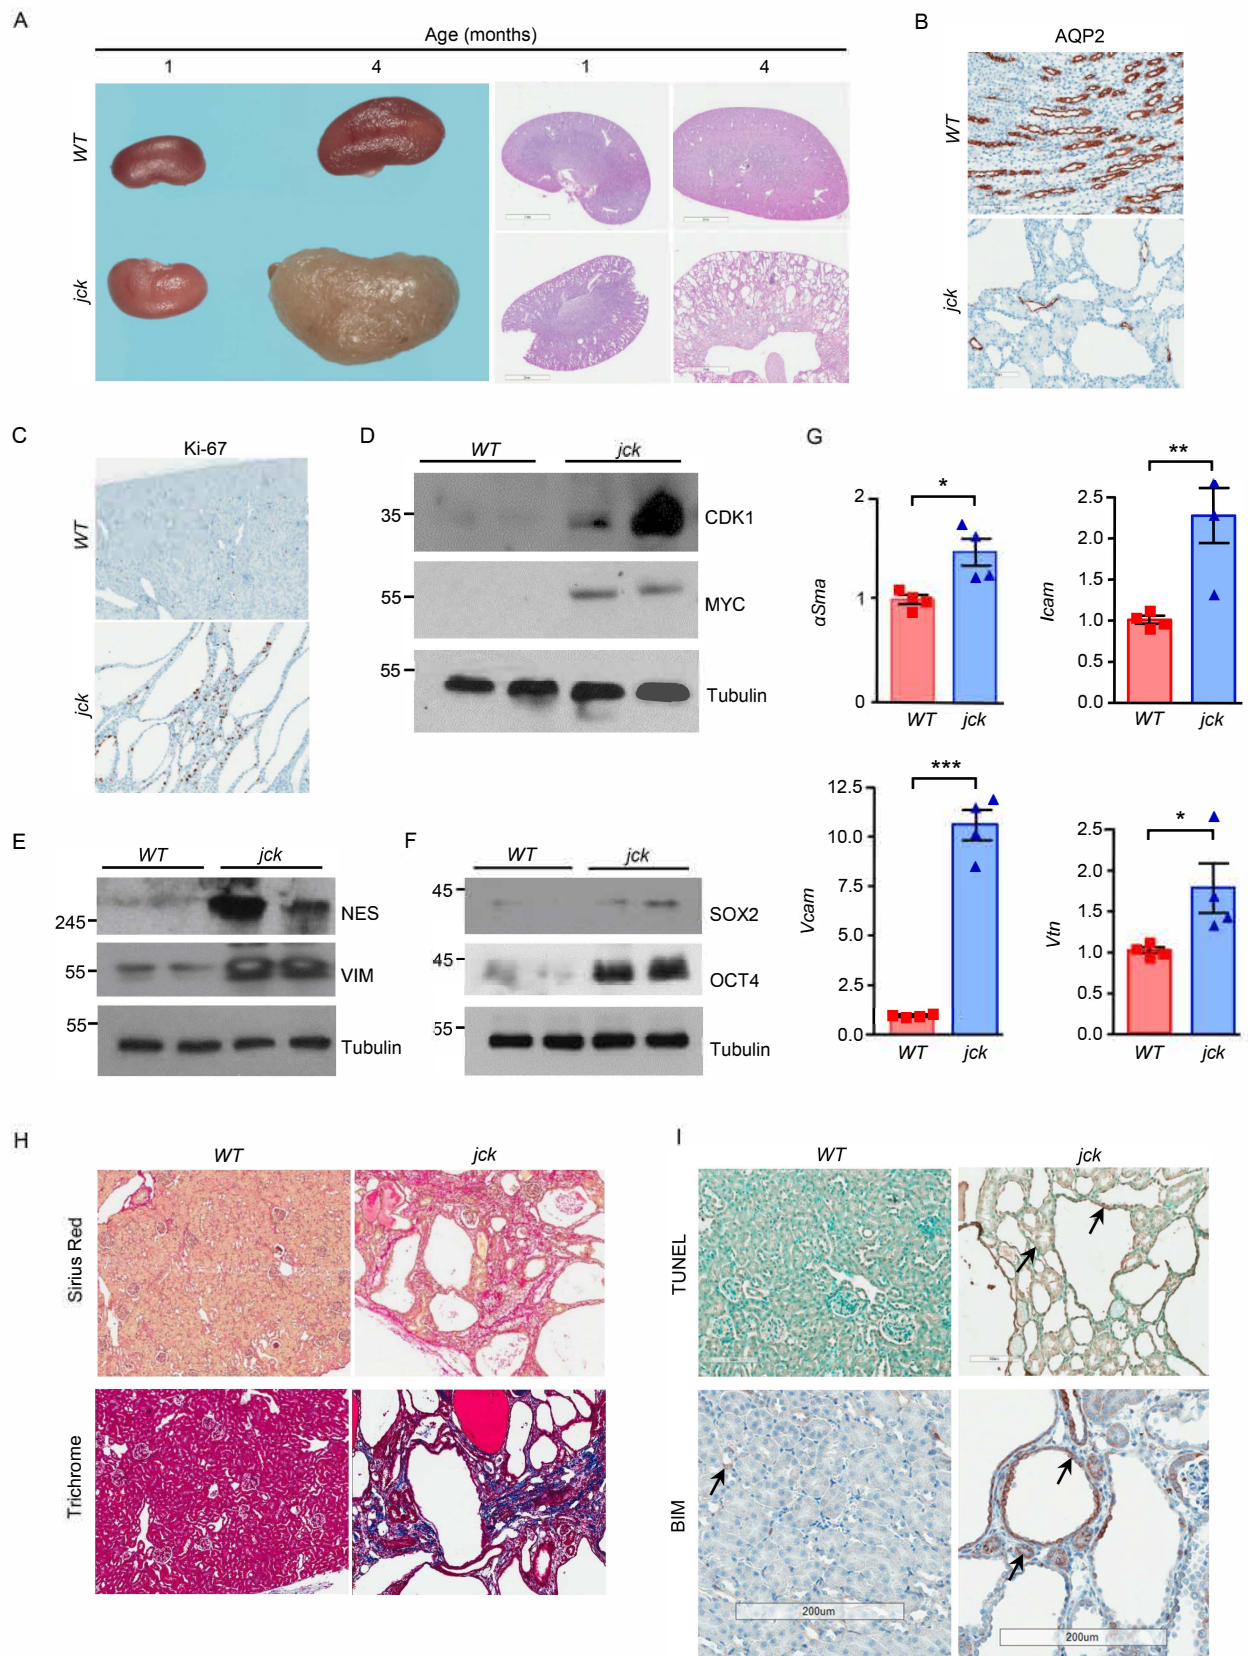 A
Age (months)
1 4 1 4
WT
jck
B
AQP2
WT
jck
C
Ki-67
WT
jck
D
WT jck
35 CDK1
55 MYC
55 Tubulin
E
WT jck
245 NES
55 VIM
55 Tubulin
F
WT jck
45 SOX2
45 OCT4
55 Tubulin
G
αSma
2
1
0
*
WT jck
Icam
2.5
2.0
1.5
1.0
0.5
0.0
**
WT jck
Vcam
12.5
10.0
7.5
5.0
2.5
0.0
***
WT jck
Vtn
2.5
2.0
1.5
1.0
0.5
0.0
*
WT jck
H
WT jck
Sirius Red
Trichrome
I
WT jck
TUNEL
BIM
200um
200um